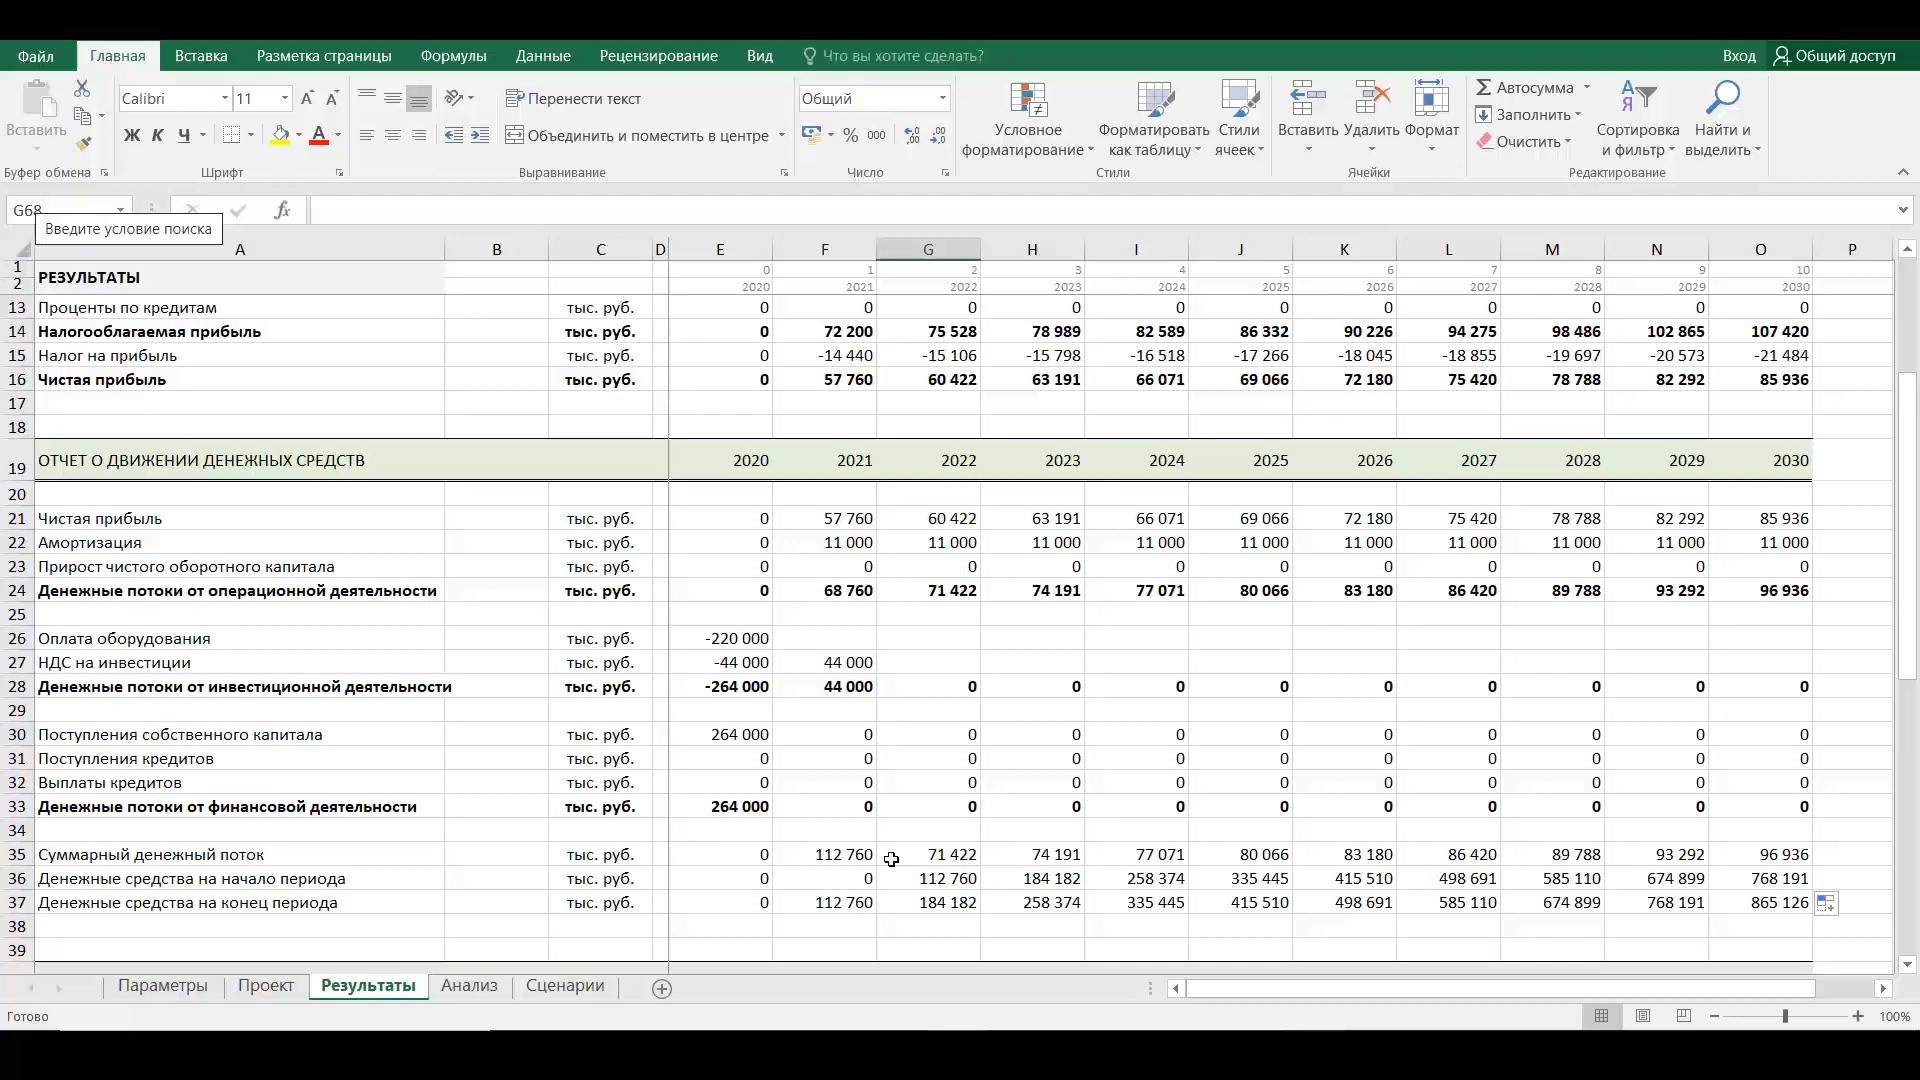 Файл Главная Вставка Разметка страницы Формулы Данные Рецензирование Вид Что вы хотите сделать? Вход Общий доступ
Вставить
Буфер обмена
Calibri 11
Ж К Ч А
Шрифт
Перенести текст
Объединить и поместить в центре
Выравнивание
Общий
% 000
Число
Условное форматирование
Форматировать как таблицу
Стили ячеек
Стили
Вставить Удалить Формат
Ячейки
Автосумма
Заполнить
Очистить
Сортировка и фильтр
Найти и выделить
Редактирование
G68 fx
Введите условие поиска
A B C D E F G H I J K L M N O P
1 РЕЗУЛЬТАТЫ 0 1 2 3 4 5 6 7 8 9 10
2 2020 2021 2022 2023 2024 2025 2026 2027 2028 2029 2030
13 Проценты по кредитам тыс. руб. 0 0 0 0 0 0 0 0 0 0 0
14 Налогооблагаемая прибыль тыс. руб. 0 72 200 75 528 78 989 82 589 86 332 90 226 94 275 98 486 102 865 107 420
15 Налог на прибыль тыс. руб. 0 -14 440 -15 106 -15 798 -16 518 -17 266 -18 045 -18 855 -19 697 -20 573 -21 484
16 Чистая прибыль тыс. руб. 0 57 760 60 422 63 191 66 071 69 066 72 180 75 420 78 788 82 292 85 936
17
18
19 ОТЧЕТ О ДВИЖЕНИИ ДЕНЕЖНЫХ СРЕДСТВ 2020 2021 2022 2023 2024 2025 2026 2027 2028 2029 2030
20
21 Чистая прибыль тыс. руб. 0 57 760 60 422 63 191 66 071 69 066 72 180 75 420 78 788 82 292 85 936
22 Амортизация тыс. руб. 0 11 000 11 000 11 000 11 000 11 000 11 000 11 000 11 000 11 000 11 000
23 Прирост чистого оборотного капитала тыс. руб. 0 0 0 0 0 0 0 0 0 0 0
24 Денежные потоки от операционной деятельности тыс. руб. 0 68 760 71 422 74 191 77 071 80 066 83 180 86 420 89 788 93 292 96 936
25
26 Оплата оборудования тыс. руб. -220 000
27 НДС на инвестиции тыс. руб. -44 000 44 000
28 Денежные потоки от инвестиционной деятельности тыс. руб. -264 000 44 000 0 0 0 0 0 0 0 0 0
29
30 Поступления собственного капитала тыс. руб. 264 000 0 0 0 0 0 0 0 0 0 0
31 Поступления кредитов тыс. руб. 0 0 0 0 0 0 0 0 0 0 0
32 Выплаты кредитов тыс. руб. 0 0 0 0 0 0 0 0 0 0 0
33 Денежные потоки от финансовой деятельности тыс. руб. 264 000 0 0 0 0 0 0 0 0 0 0
34
35 Суммарный денежный поток тыс. руб. 0 112 760 71 422 74 191 77 071 80 066 83 180 86 420 89 788 93 292 96 936
36 Денежные средства на начало периода тыс. руб. 0 0 112 760 184 182 258 374 335 445 415 510 498 691 585 110 674 899 768 191
37 Денежные средства на конец периода тыс. руб. 0 112 760 184 182 258 374 335 445 415 510 498 691 585 110 674 899 768 191 865 126
38
39
Параметры Проект Результаты Анализ Сценарии
Готово 100%